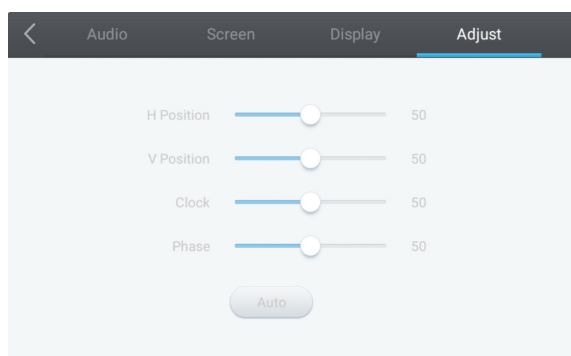 Audio Screen Display Adjust
H Position 50
V Position 50
Clock 50
Phase 50
Auto